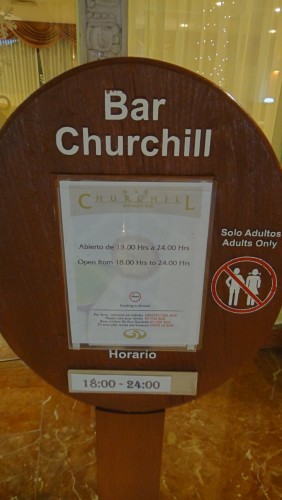 Bar
Churchill
CHURCHILL
Abierto de 18.00 Hrs a 24.00 Hrs
Open from 18.00 Hrs to 24.00 Hrs
Solo Adultos
Adults Only
Horario
18:00 - 24:00